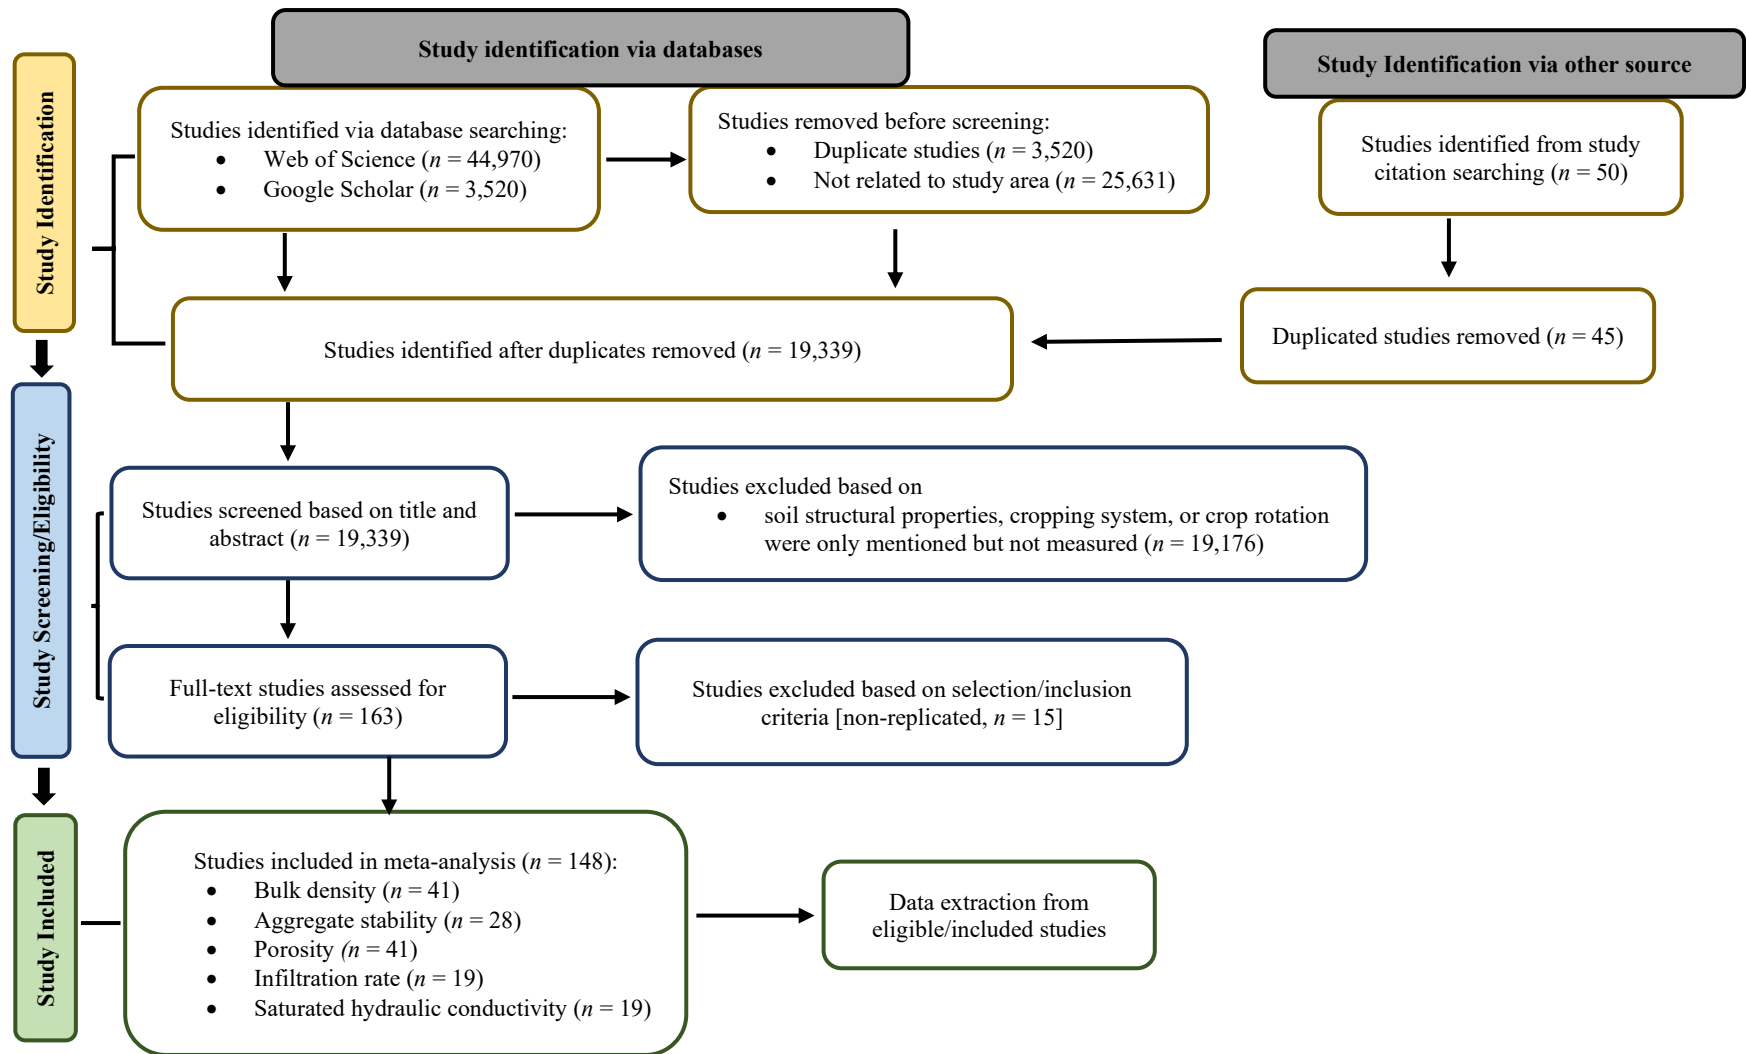 Study identification via databases
Study Identification via other source
Study Identification
Studies identified via database searching:
• Web of Science (n = 44,970)
• Google Scholar (n = 3,520)
Studies removed before screening:
• Duplicate studies (n = 3,520)
• Not related to study area (n = 25,631)
Studies identified from study
citation searching (n = 50)
Studies identified after duplicates removed (n = 19,339)
Duplicated studies removed (n = 45)
Study Screening/Eligibility
Studies screened based on title and
abstract (n = 19,339)
Studies excluded based on
• soil structural properties, cropping system, or crop rotation
were only mentioned but not measured (n = 19,176)
Full-text studies assessed for
eligibility (n = 163)
Studies excluded based on selection/inclusion
criteria [non-replicated, n = 15]
Study Included
Studies included in meta-analysis (n = 148):
• Bulk density (n = 41)
• Aggregate stability (n = 28)
• Porosity (n = 41)
• Infiltration rate (n = 19)
• Saturated hydraulic conductivity (n = 19)
Data extraction from
eligible/included studies